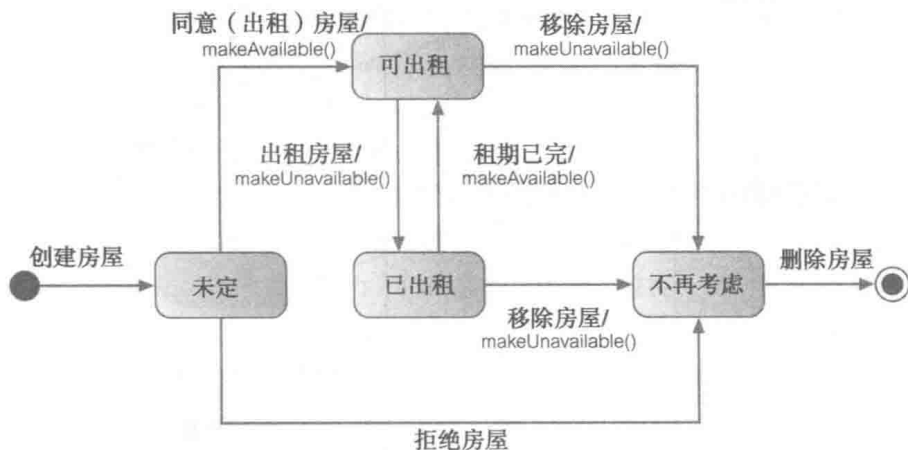 同意（出租）房屋/
makeAvailable()
移除房屋/
makeUnavailable()
可出租
出租房屋/
makeUnavailable()
租期已完/
makeAvailable()
创建房屋
未定
已出租
不再考虑
删除房屋
移除房屋/
makeUnavailable()
拒绝房屋